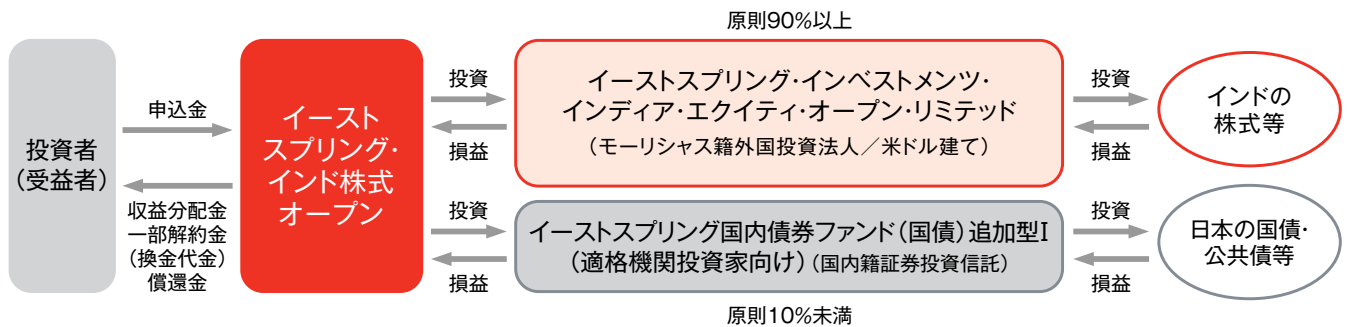 投資者
(受益者)
申込金
収益分配金
一部解約金
(換金代金)
償還金
イースト
スプリング・
インド株式
オープン
原則90%以上
投資
損益
イーストスプリング・インベストメンツ・
インディア・エクイティ・オープン・リミテッド
(モーリシャス籍外国投資法人／米ドル建て)
投資
損益
インドの
株式等
投資
損益
イーストスプリング国内債券ファンド(国債)追加型I
(適格機関投資家向け)(国内籍証券投資信託)
原則10%未満
投資
損益
日本の国債・
公共債等